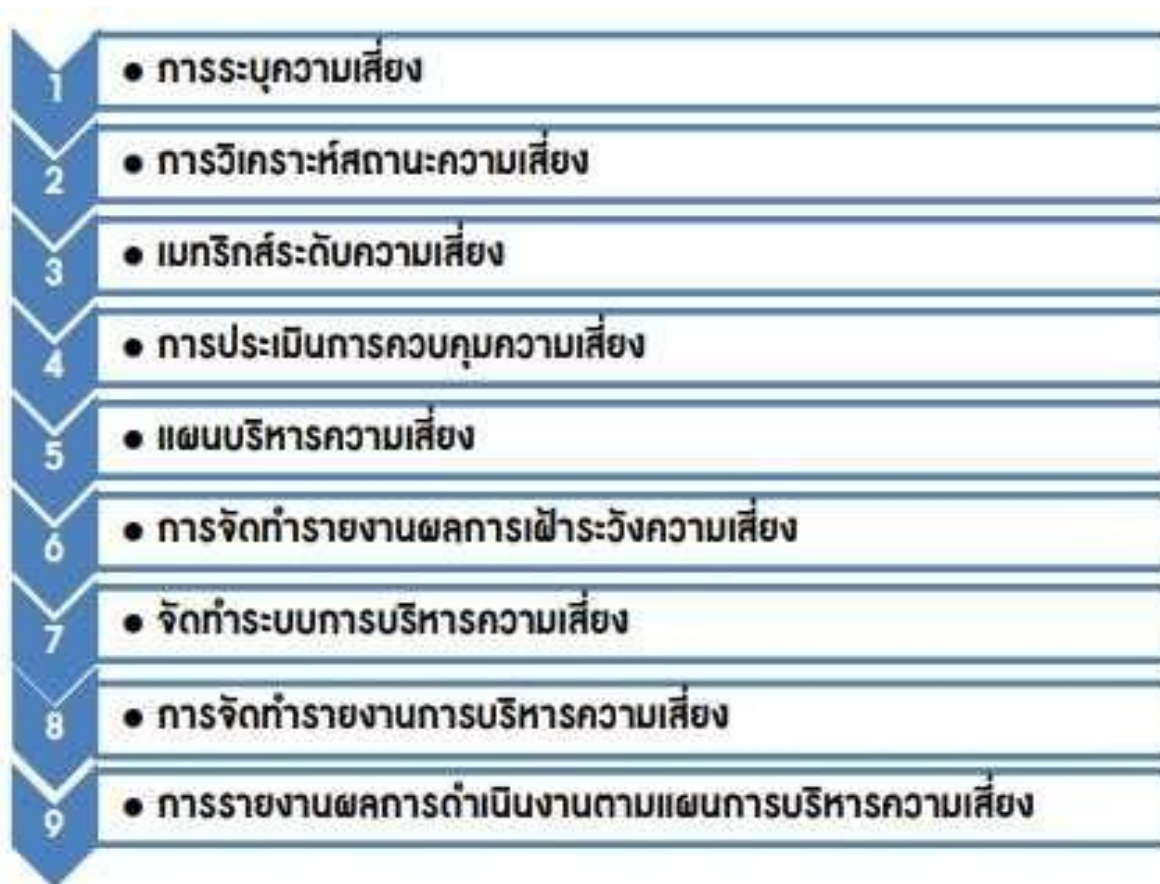 1 • การระบุความเสี่ยง
2 • การวิเคราะห์สถานะความเสี่ยง
3 • เมทริกส์ระดับความเสี่ยง
4 • การประเมินการควบคุมความเสี่ยง
5 • แผนบริหารความเสี่ยง
6 • การจัดทำรายงานผลการเฝ้าระวังความเสี่ยง
7 • จัดทำระบบการบริหารความเสี่ยง
8 • การจัดทำรายงานการบริหารความเสี่ยง
9 • การรายงานผลการดำเนินงานตามแผนการบริหารความเสี่ยง